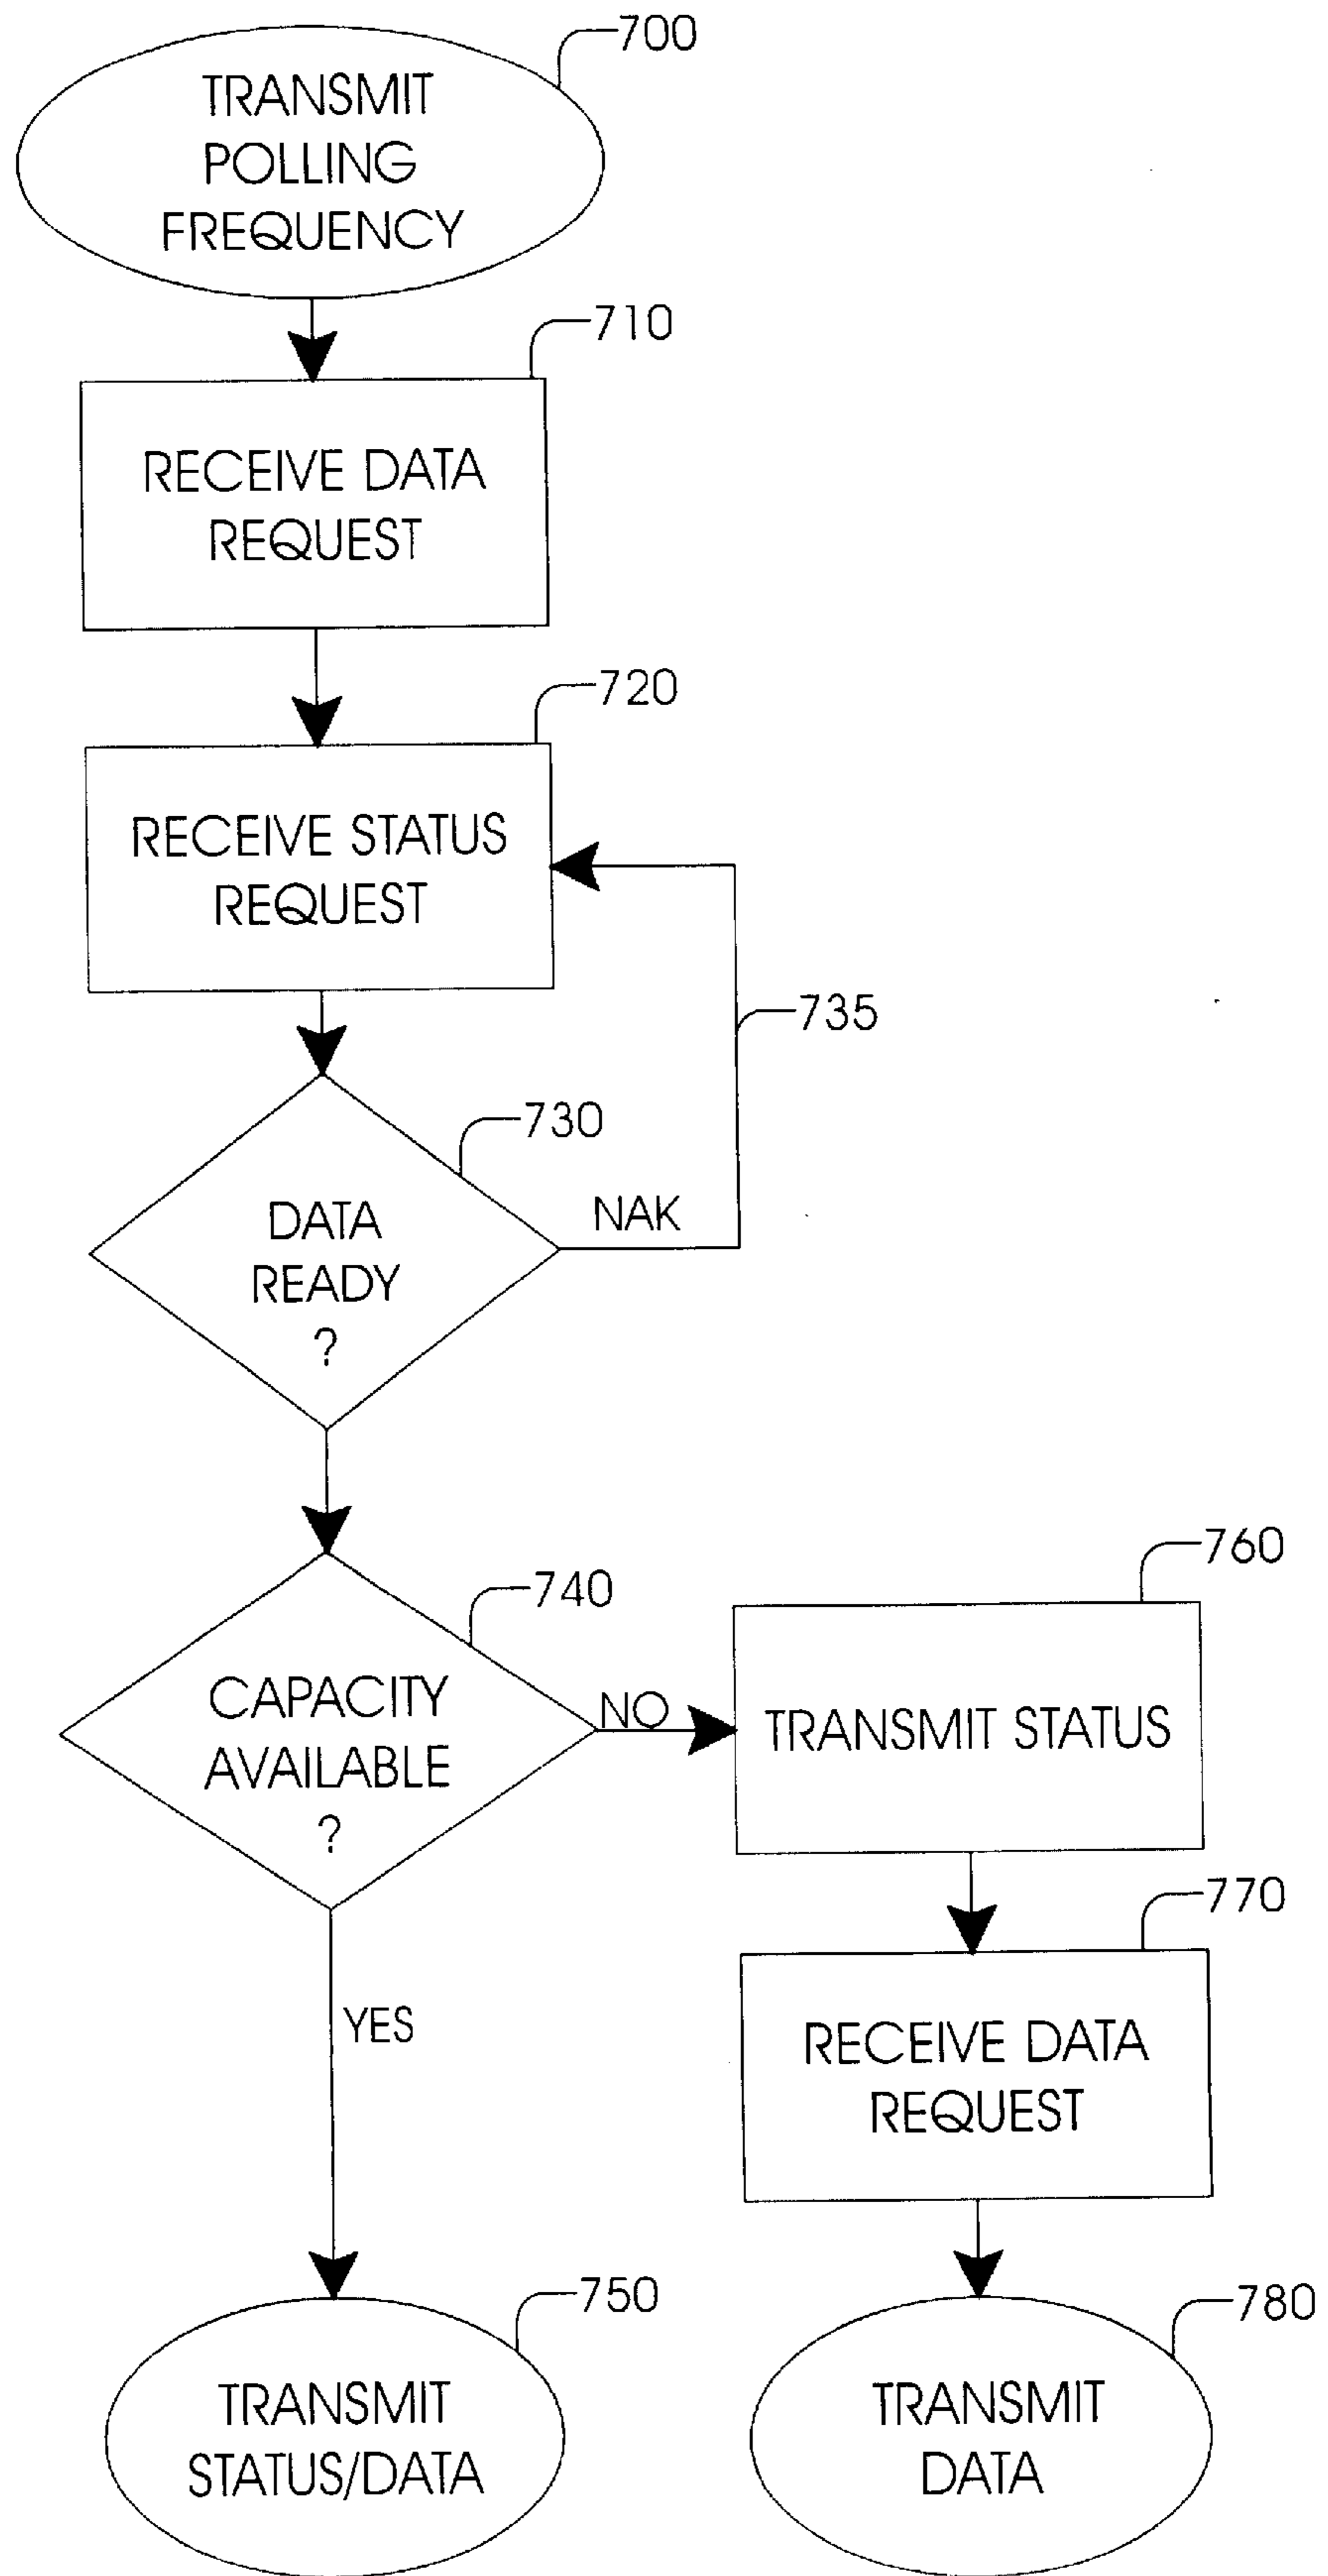 700
TRANSMIT
POLLING
FREQUENCY
710
RECEIVE DATA
REQUEST
720
RECEIVE STATUS
REQUEST
735
730
DATA
READY
?
NAK
740
CAPACITY
AVAILABLE
?
NO
760
TRANSMIT STATUS
770
RECEIVE DATA
REQUEST
YES
750
TRANSMIT
STATUS/DATA
780
TRANSMIT
DATA